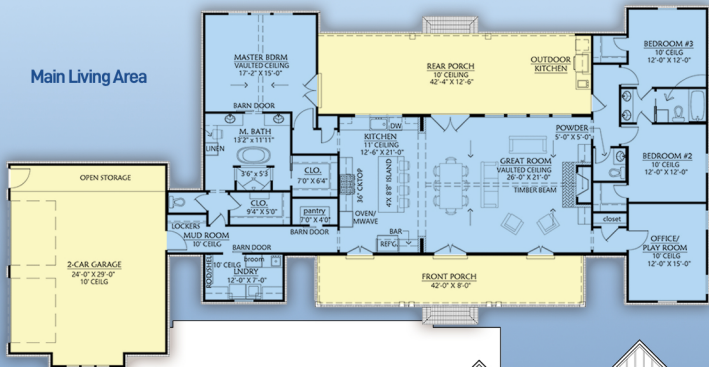 Main Living Area
MASTER BDRM
VAULTED CEILING
17'-2" X 15'-0"
BARN DOOR
REAR PORCH
10' CEILING
42'-4" X 12'-6"
OUTDOOR
KITCHEN
BEDROOM #3
10' CEILG
12'-0" X 12'-0"
M. BATH
13'2" x 11'11"
LINEN
3'6" x 5'3
CLO.
7'0" X 6'4"
CLO.
9'4" X 5'0"
pantry
7'0" X 4'0"
BARN DOOR
DW
KITCHEN
11' CEILING
12'-6" X 21'-0"
36" CKTOP
4'X 8'8" ISLAND
OVEN/
MWAVE
BAR
REF'G
GREAT ROOM
VAULTED CEILING
26'-0" X 21'-0"
TIMBER BEAM
POWDER
5'-0" X 5'-0"
BEDROOM #2
10' CEILG
12'-0" X 12'-0"
closet
OFFICE/
PLAY ROOM
10' CEILG
12'-0" X 15'-0"
OPEN STORAGE
2-CAR GARAGE
24'-0" X 29'-0"
10' CEILG
LOCKERS
MUD ROOM
10' CEILG
BARN DOOR
broom
10' CEILG
ROD/SHELF
LNDRY
12'-0" X 7'-0"
FRONT PORCH
42'-0" X 8'-0"